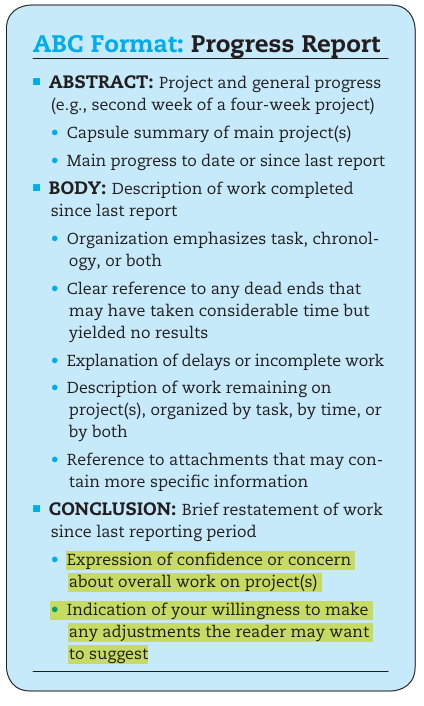 ABC Format: Progress Report
■ ABSTRACT: Project and general progress
(e.g., second week of a four-week project)
• Capsule summary of main project(s)
• Main progress to date or since last report
■ BODY: Description of work completed
since last report
• Organization emphasizes task, chronol-
ogy, or both
• Clear reference to any dead ends that
may have taken considerable time but
yielded no results
• Explanation of delays or incomplete work
• Description of work remaining on
project(s), organized by task, by time, or
by both
• Reference to attachments that may con-
tain more specific information
■ CONCLUSION: Brief restatement of work
since last reporting period
• Expression of confidence or concern
about overall work on project(s)
• Indication of your willingness to make
any adjustments the reader may want
to suggest